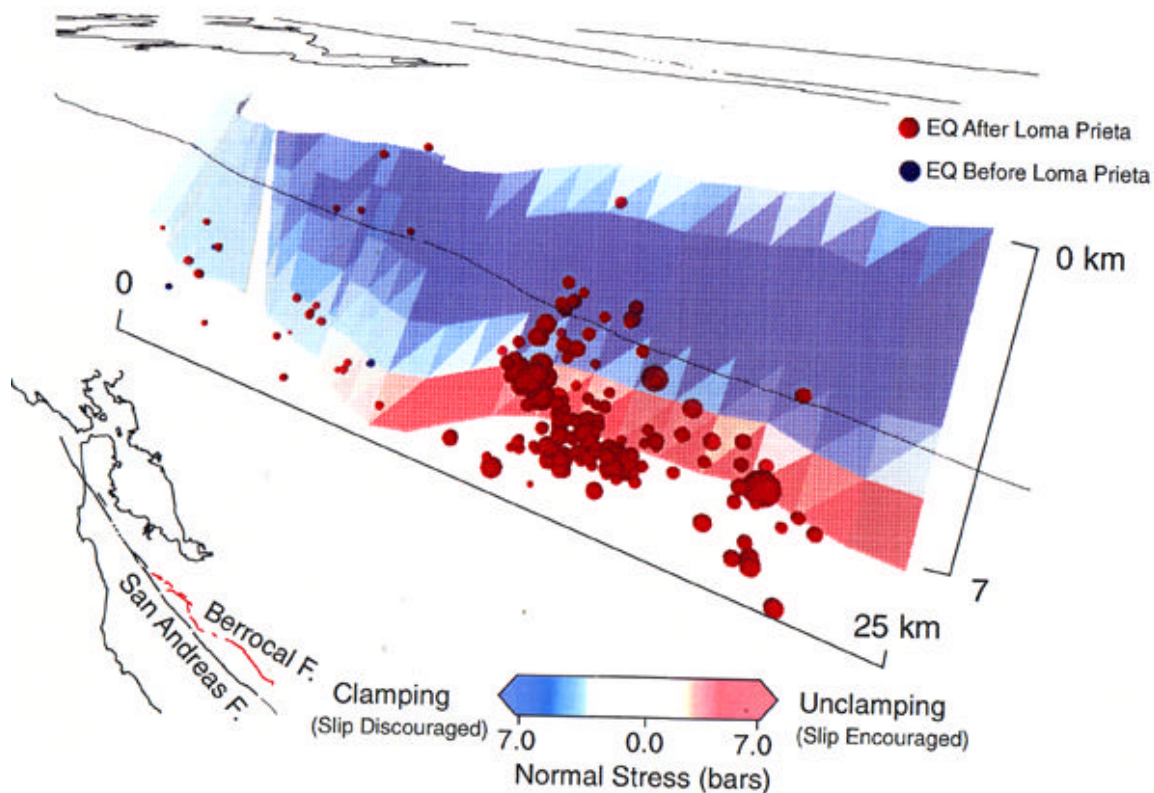 EQ After Loma Prieta
EQ Before Loma Prieta
0 km
0
7
25 km
San Andreas F.
Berrocal F.
Clamping
(Slip Discouraged)
Unclamping
(Slip Encouraged)
7.0 0.0 7.0
Normal Stress (bars)